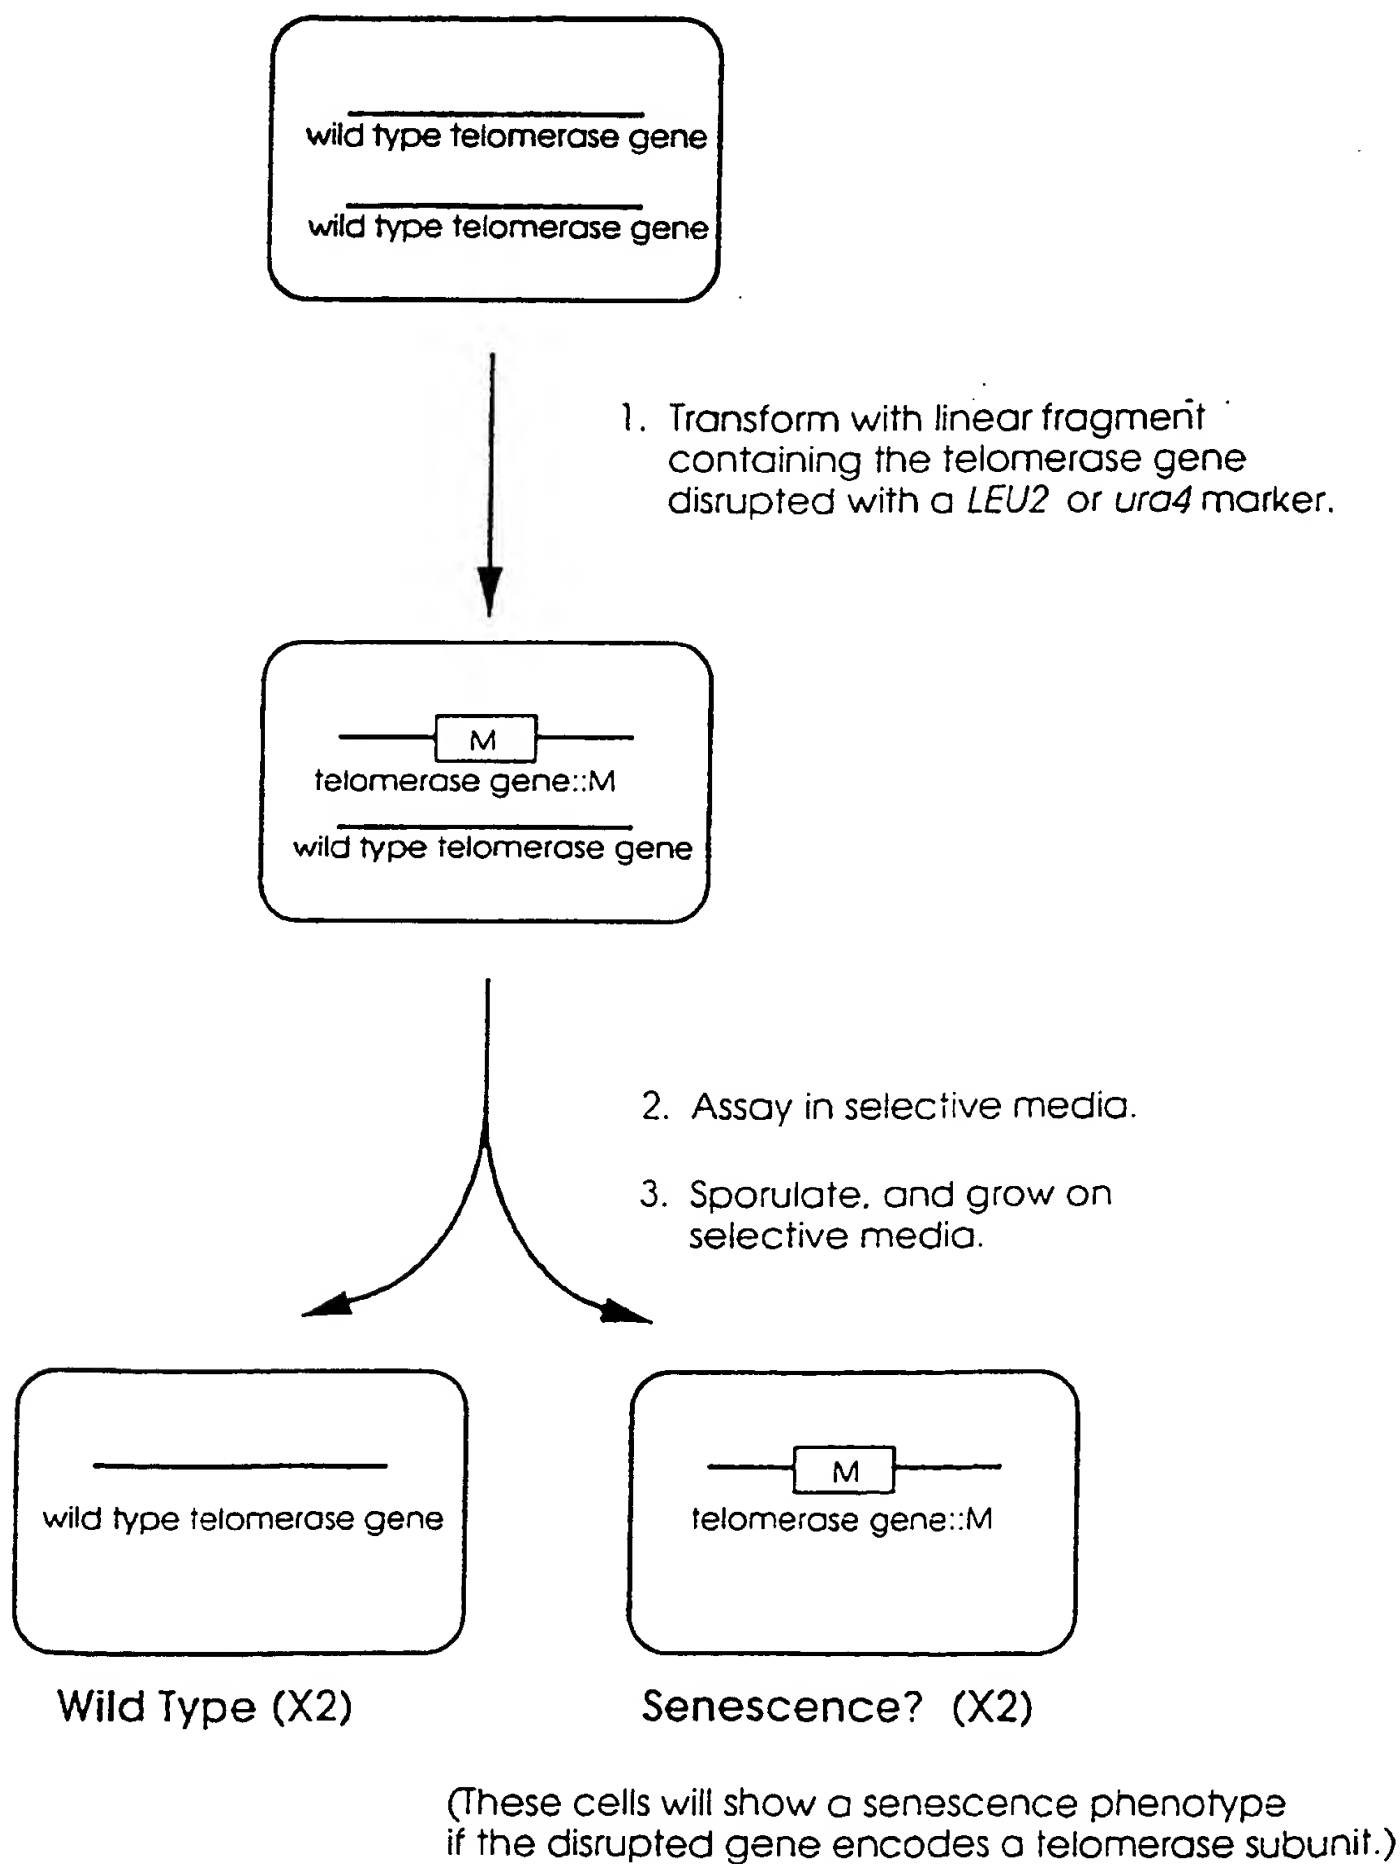 wild type telomerase gene
wild type telomerase gene
1. Transform with linear fragment
containing the telomerase gene
disrupted with a LEU2 or ura4 marker.
M
telomerase gene::M
wild type telomerase gene
2. Assay in selective media.
3. Sporulate, and grow on
selective media.
wild type telomerase gene
M
telomerase gene::M
Wild Type (X2)
Senescence? (X2)
(These cells will show a senescence phenotype
if the disrupted gene encodes a telomerase subunit.)